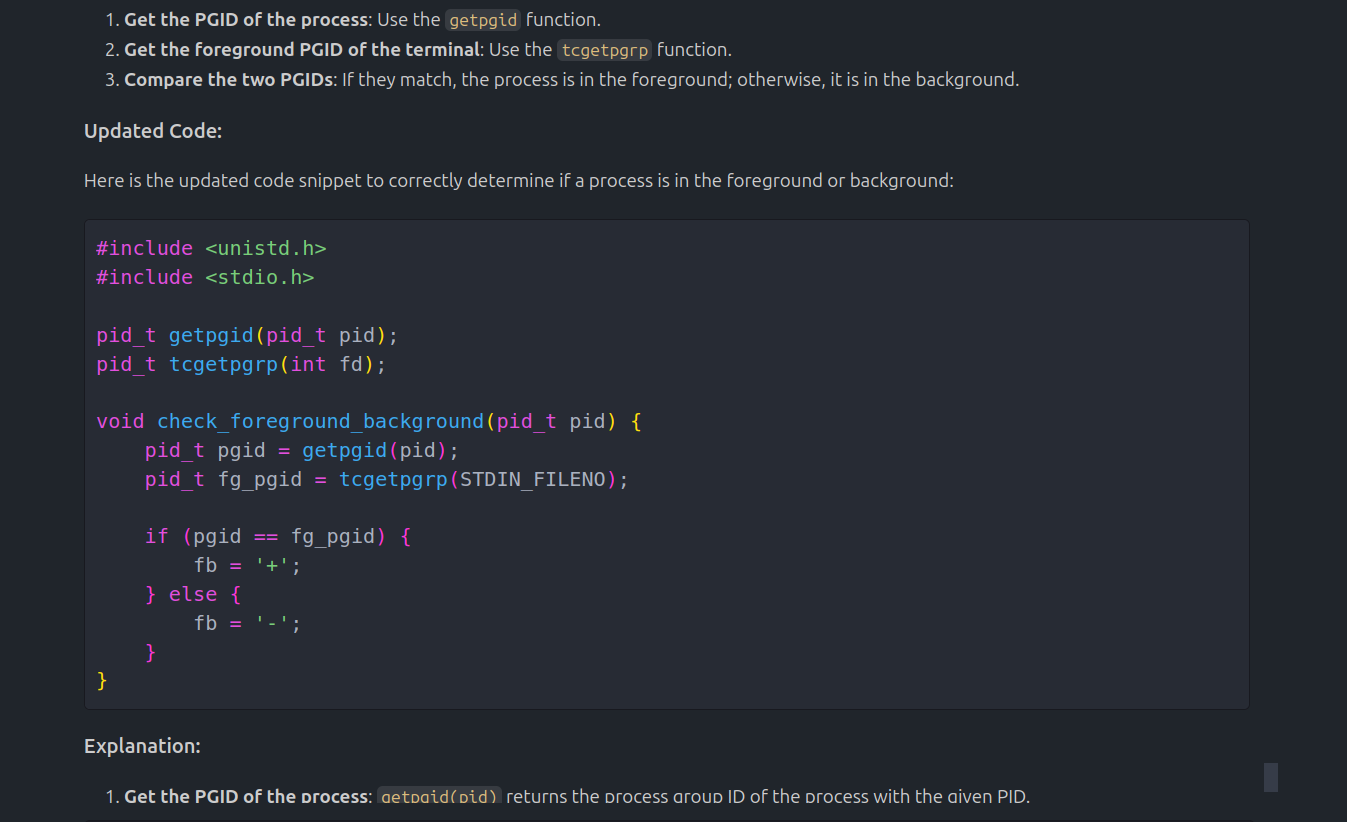 1. Get the PGID of the process: Use the getpgid function.
2. Get the foreground PGID of the terminal: Use the tcgetpgrp function.
3. Compare the two PGIDs: If they match, the process is in the foreground; otherwise, it is in the background.
Updated Code:
Here is the updated code snippet to correctly determine if a process is in the foreground or background:
#include <unistd.h>
#include <stdio.h>
pid_t getpgid(pid_t pid);
pid_t tcgetpgrp(int fd);
void check_foreground_background(pid_t pid) {
    pid_t pgid = getpgid(pid);
    pid_t fg_pgid = tcgetpgrp(STDIN_FILENO);
    if (pgid == fg_pgid) {
        fb = '+';
    } else {
        fb = '-';
    }
}
Explanation:
1. Get the PGID of the process: getpgid(pid) returns the process group ID of the process with the given PID.